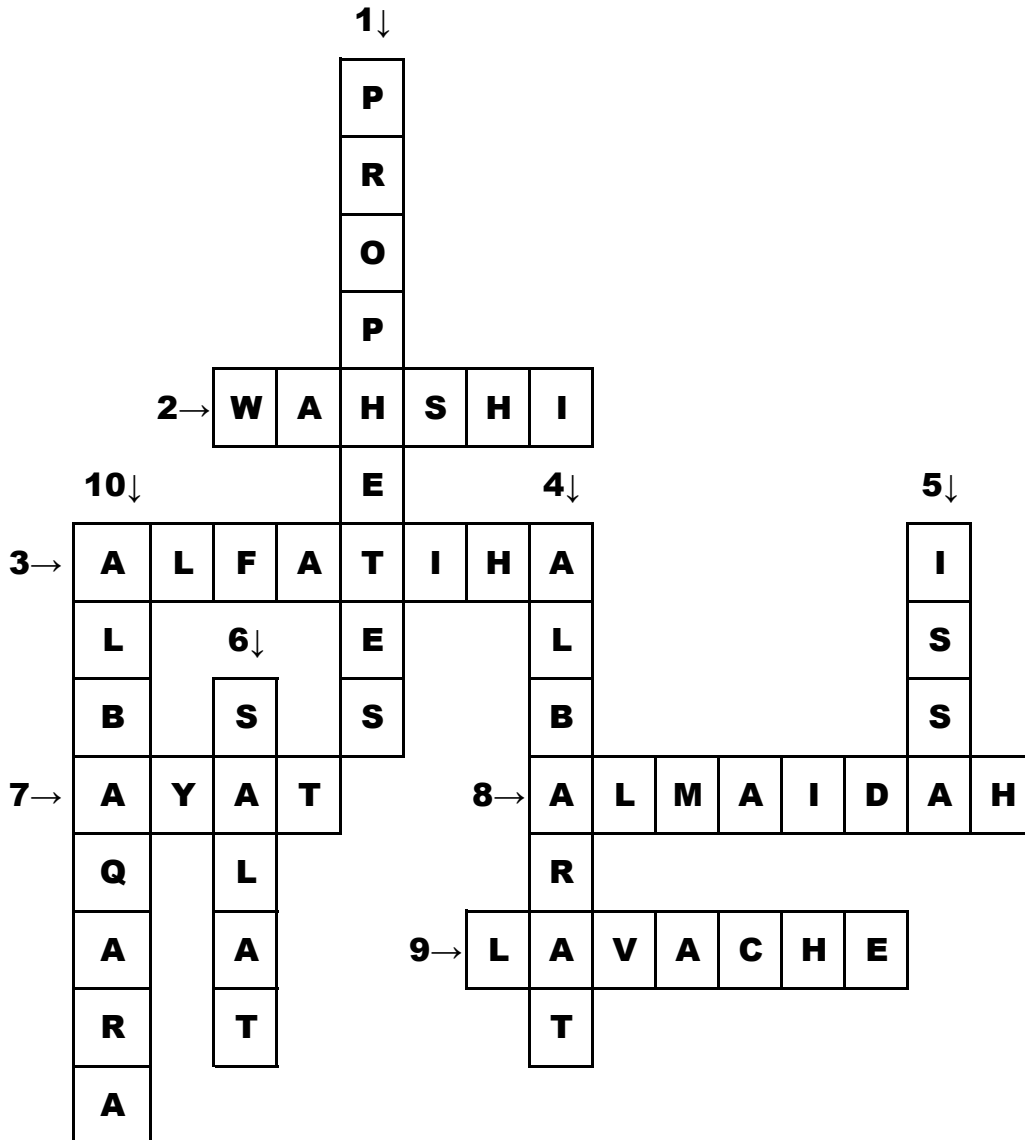 1↓
P
R
O
P
2→ W A H S H I
10↓ E 4↓ 5↓
3→ A L F A T I H A I
L 6↓ E L S
B S S B S
7→ A Y A T 8→ A L M A I D A H
Q L R
A A 9→ L A V A C H E
R T T
A